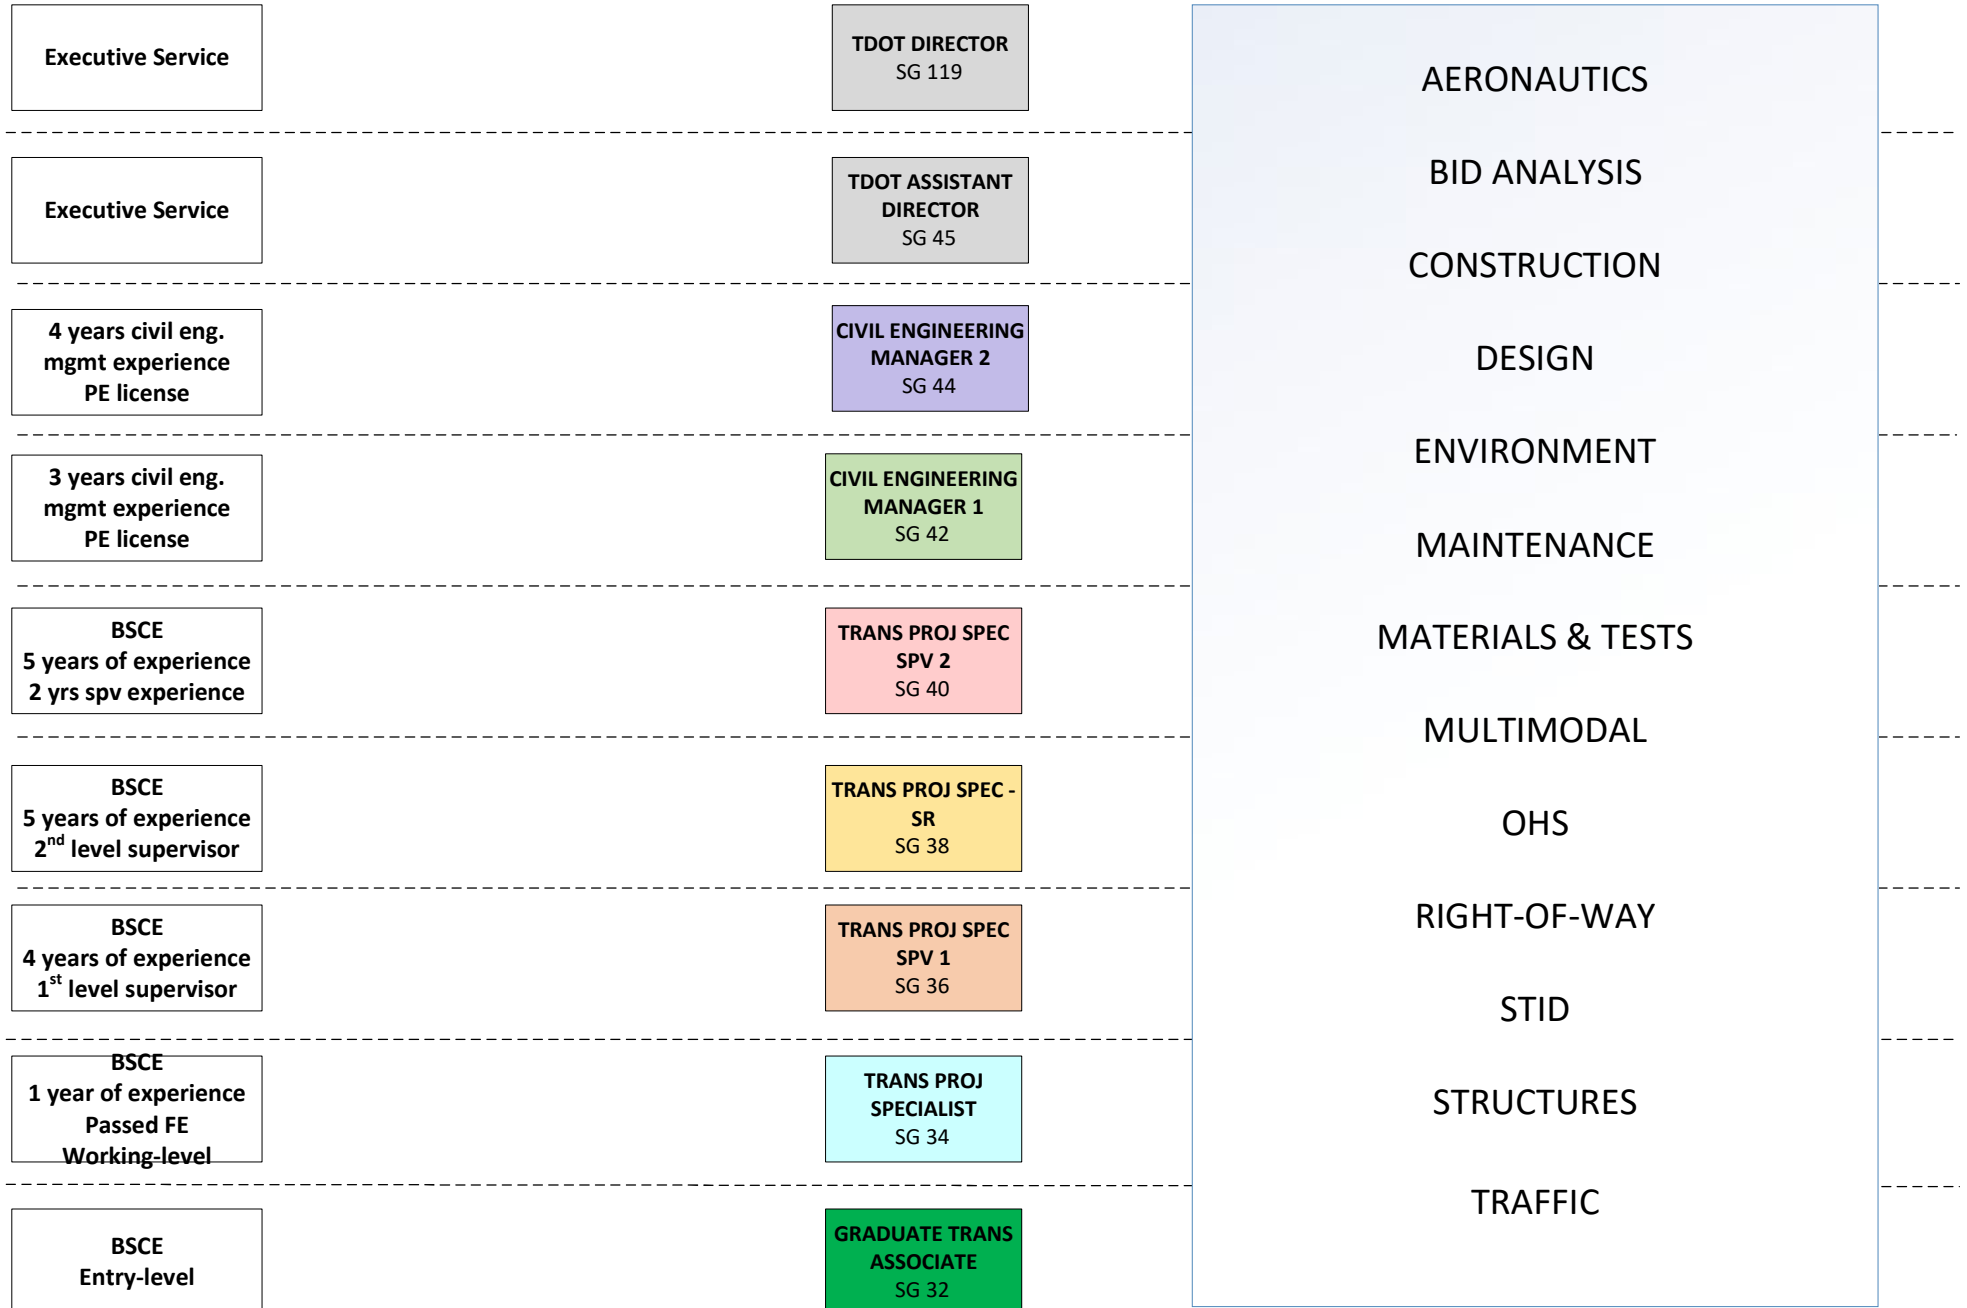 Executive Service
TDOT DIRECTOR
SG 119
Executive Service
TDOT ASSISTANT
DIRECTOR
SG 45
4 years civil eng.
mgmt experience
PE license
CIVIL ENGINEERING
MANAGER 2
SG 44
3 years civil eng.
mgmt experience
PE license
CIVIL ENGINEERING
MANAGER 1
SG 42
BSCE
5 years of experience
2 yrs spv experience
TRANS PROJ SPEC
SPV 2
SG 40
BSCE
5 years of experience
2nd level supervisor
TRANS PROJ SPEC -
SR
SG 38
BSCE
4 years of experience
1st level supervisor
TRANS PROJ SPEC
SPV 1
SG 36
BSCE
1 year of experience
Passed FE
Working-level
TRANS PROJ
SPECIALIST
SG 34
BSCE
Entry-level
GRADUATE TRANS
ASSOCIATE
SG 32
AERONAUTICS
BID ANALYSIS
CONSTRUCTION
DESIGN
ENVIRONMENT
MAINTENANCE
MATERIALS & TESTS
MULTIMODAL
OHS
RIGHT-OF-WAY
STID
STRUCTURES
TRAFFIC